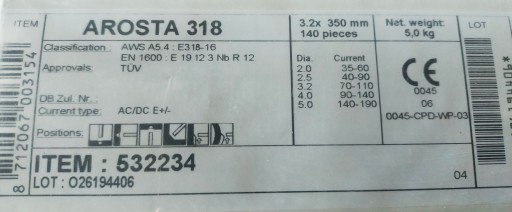 ITEM
AROSTA 318
3.2x 350 mm
140 pieces
Net. weight:
5,0 kg
LOT
Classification : AWS A5.4 : E318-16
EN 1600 : E 19 12 3 Nb R 12
Approvals: TÜV
DB Zul. Nr.:
Current type: AC/DC E+/-
Positions:
Dia. Current
2.0 35-60
2.5 40-90
3.2 70-110
4.0 90-140
5.0 140-190
CE
0045
06
0045-CPD-WP-03
8 712067 003154
ITEM : 532234
LOT : O26194406
04